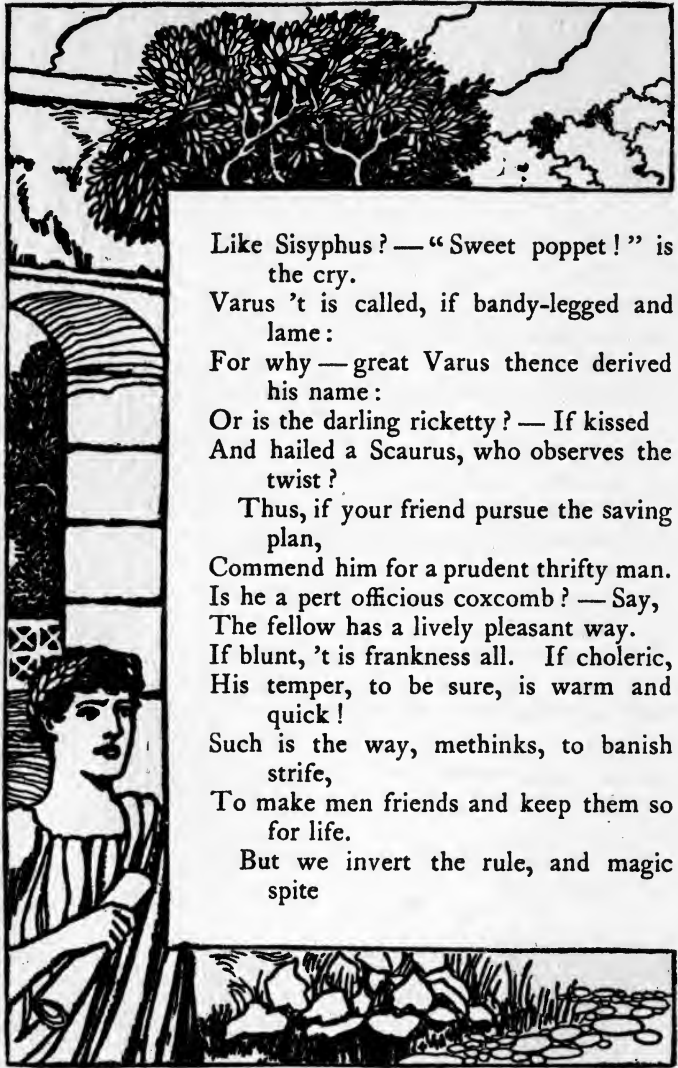 Like Sisyphus ? — “ Sweet poppet ! ” is
the cry.
Varus ’t is called, if bandy-legged and
lame :
For why — great Varus thence derived
his name :
Or is the darling ricketty ? — If kissed
And hailed a Scaurus, who observes the
twist ?
Thus, if your friend pursue the saving
plan,
Commend him for a prudent thrifty man.
Is he a pert officious coxcomb ? — Say,
The fellow has a lively pleasant way.
If blunt, ’t is frankness all. If choleric,
His temper, to be sure, is warm and
quick !
Such is the way, methinks, to banish
strife,
To make men friends and keep them so
for life.
But we invert the rule, and magic
spite